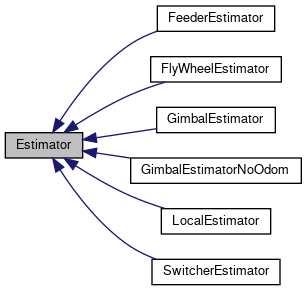 FeederEstimator
FlyWheelEstimator
GimbalEstimator
Estimator
GimbalEstimatorNoOdom
LocalEstimator
SwitcherEstimator